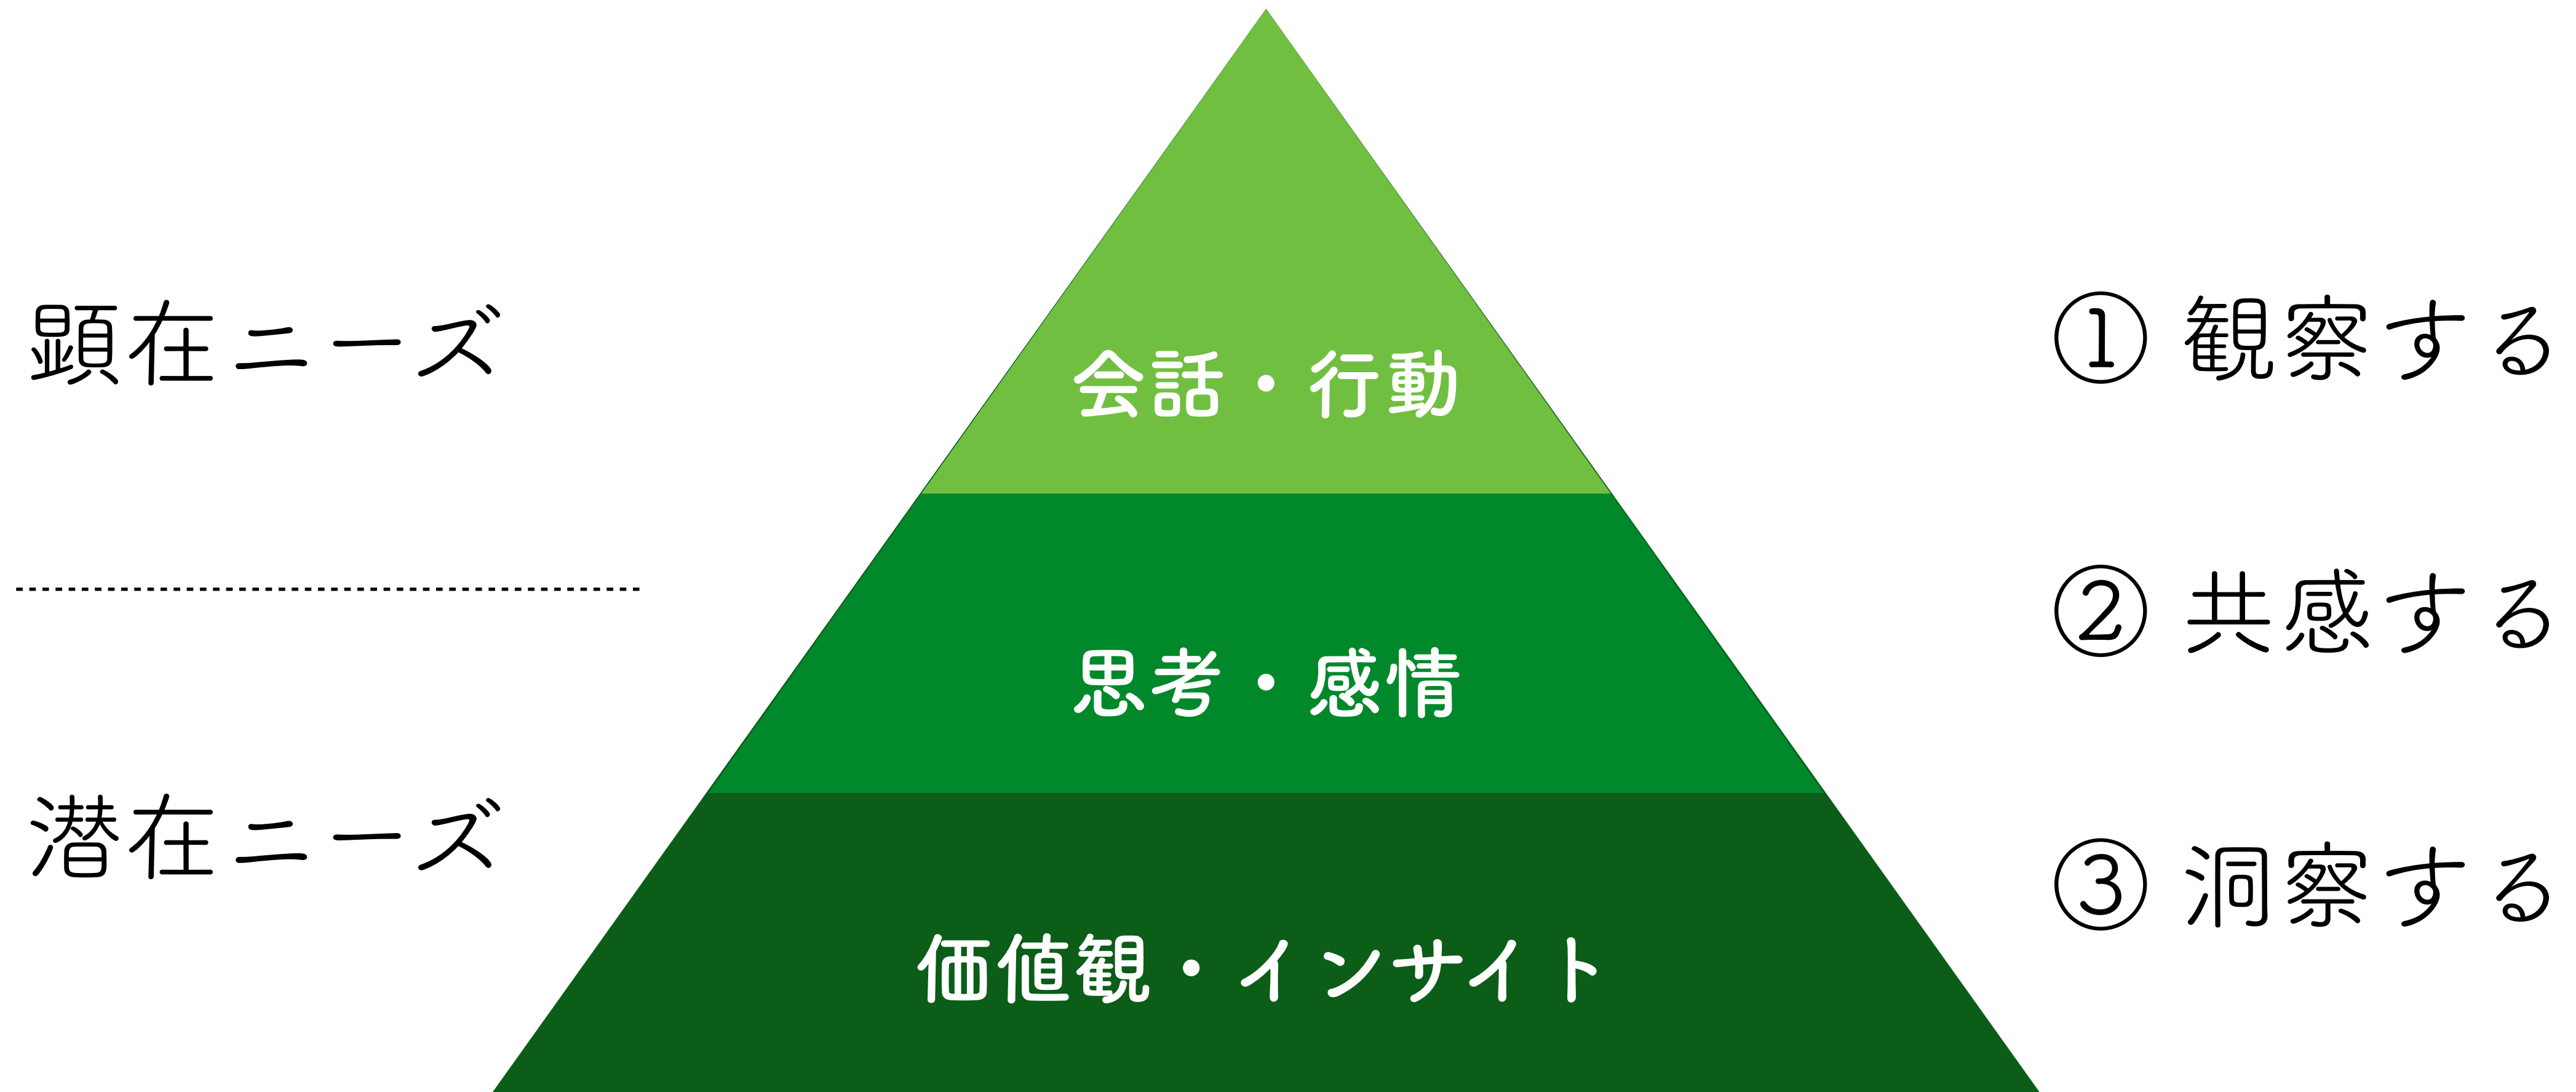 顕在ニーズ
会話・行動
① 観察する
思考・感情
② 共感する
潜在ニーズ
価値観・インサイト
③ 洞察する